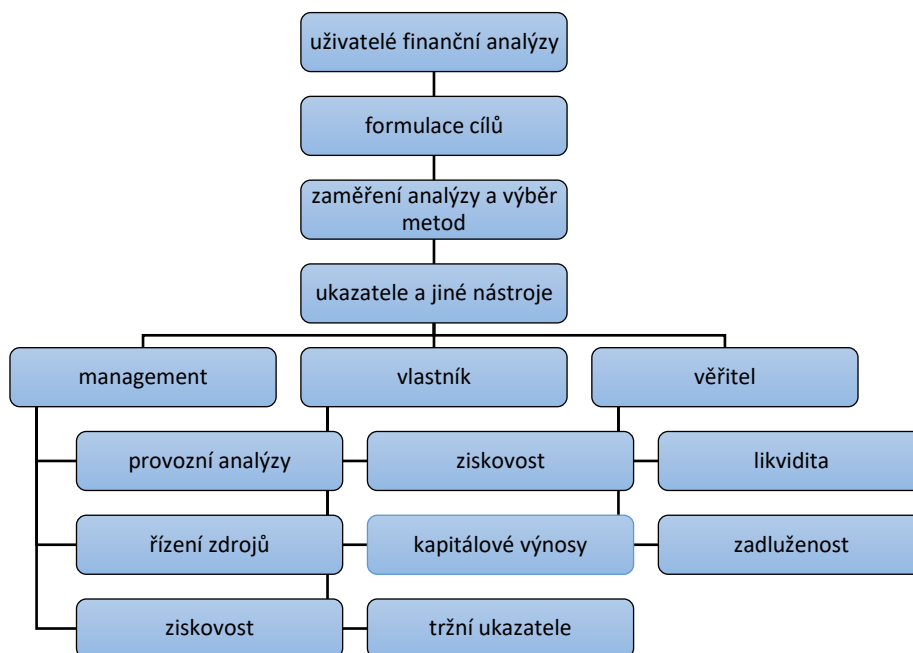 uživatelé finanční analýzy
formulace cílů
zaměření analýzy a výběr
metod
ukazatele a jiné nástroje
management
vlastník
věřitel
provozní analýzy
ziskovost
likvidita
řízení zdrojů
kapitálové výnosy
zadluženost
ziskovost
tržní ukazatele